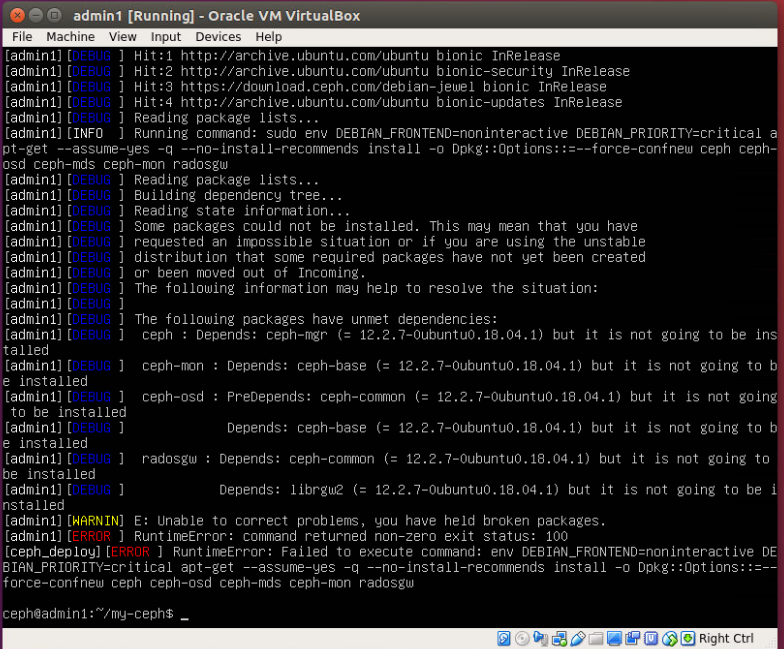 admin1 [Running] - Oracle VM VirtualBox
File Machine View Input Devices Help
[admin1][DEBUG ] Hit:1 http://archive.ubuntu.com/ubuntu bionic InRelease
[admin1][DEBUG ] Hit:2 http://archive.ubuntu.com/ubuntu bionic-security InRelease
[admin1][DEBUG ] Hit:3 https://download.ceph.com/debian-jewel bionic InRelease
[admin1][DEBUG ] Hit:4 http://archive.ubuntu.com/ubuntu bionic-updates InRelease
[admin1][DEBUG ] Reading package lists...
[admin1][INFO  ] Running command: sudo env DEBIAN_FRONTEND=noninteractive DEBIAN_PRIORITY=critical a
pt-get --assume-yes -q --no-install-recommends install -o Dpkg::Options::=--force-confnew ceph ceph-
osd ceph-mds ceph-mon radosgw
[admin1][DEBUG ] Reading package lists...
[admin1][DEBUG ] Building dependency tree...
[admin1][DEBUG ] Reading state information...
[admin1][DEBUG ] Some packages could not be installed. This may mean that you have
[admin1][DEBUG ] requested an impossible situation or if you are using the unstable
[admin1][DEBUG ] distribution that some required packages have not yet been created
[admin1][DEBUG ] or been moved out of Incoming.
[admin1][DEBUG ] The following information may help to resolve the situation:
[admin1][DEBUG ]
[admin1][DEBUG ] The following packages have unmet dependencies:
[admin1][DEBUG ]  ceph : Depends: ceph-mgr (= 12.2.7-0ubuntu0.18.04.1) but it is not going to be ins
talled
[admin1][DEBUG ]  ceph-mon : Depends: ceph-base (= 12.2.7-0ubuntu0.18.04.1) but it is not going to b
e installed
[admin1][DEBUG ]  ceph-osd : PreDepends: ceph-common (= 12.2.7-0ubuntu0.18.04.1) but it is not going
 to be installed
[admin1][DEBUG ]             Depends: ceph-base (= 12.2.7-0ubuntu0.18.04.1) but it is not going to b
e installed
[admin1][DEBUG ]  radosgw : Depends: ceph-common (= 12.2.7-0ubuntu0.18.04.1) but it is not going to
be installed
[admin1][DEBUG ]            Depends: librgw2 (= 12.2.7-0ubuntu0.18.04.1) but it is not going to be i
nstalled
[admin1][WARNIN] E: Unable to correct problems, you have held broken packages.
[admin1][ERROR ] RuntimeError: command returned non-zero exit status: 100
[ceph_deploy][ERROR ] RuntimeError: Failed to execute command: env DEBIAN_FRONTEND=noninteractive DE
BIAN_PRIORITY=critical apt-get --assume-yes -q --no-install-recommends install -o Dpkg::Options::=--
force-confnew ceph ceph-osd ceph-mds ceph-mon radosgw
ceph@admin1:~/my-ceph$ _
Right Ctrl